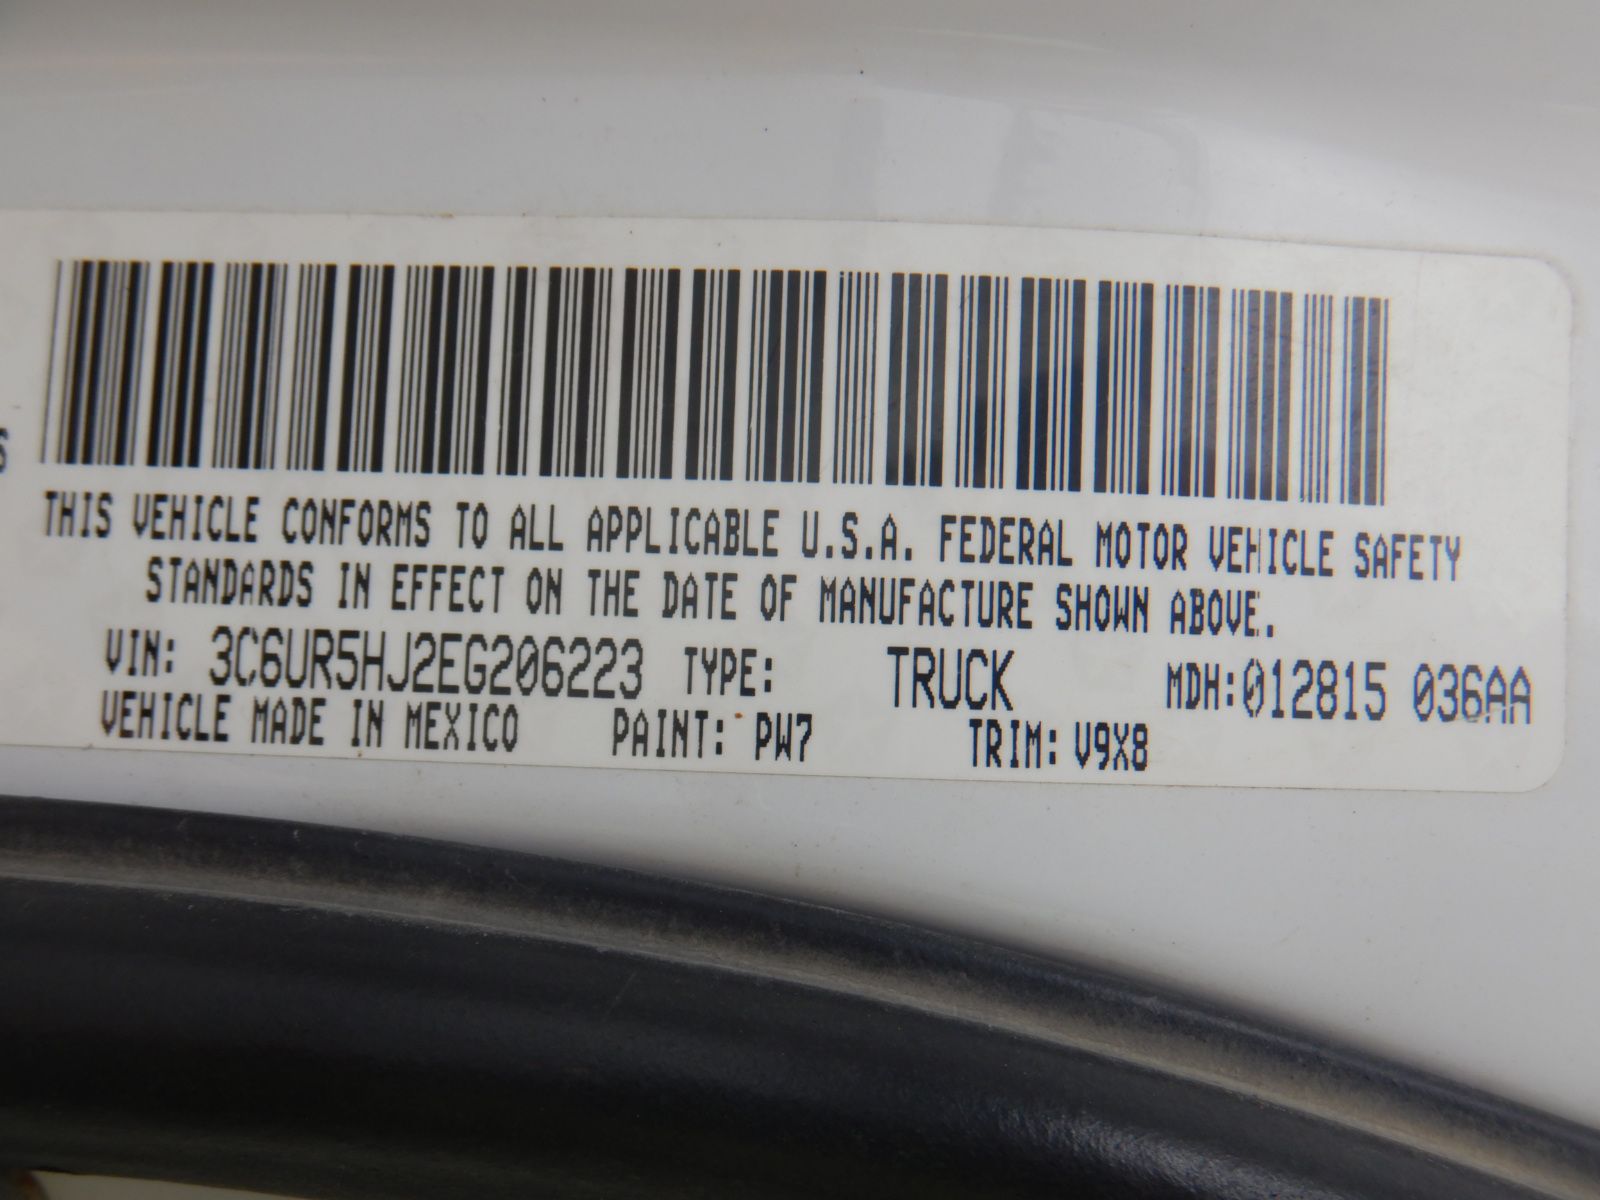 6
THIS VEHICLE CONFORMS TO ALL APPLICABLE U.S.A. FEDERAL MOTOR VEHICLE SAFETY
STANDARDS IN EFFECT ON THE DATE OF MANUFACTURE SHOWN ABOVE.
VIN: 3C6UR5HJ2EG206223 TYPE: TRUCK MDH:012815 036AA
VEHICLE MADE IN MEXICO PAINT: PW7 TRIM: V9X8